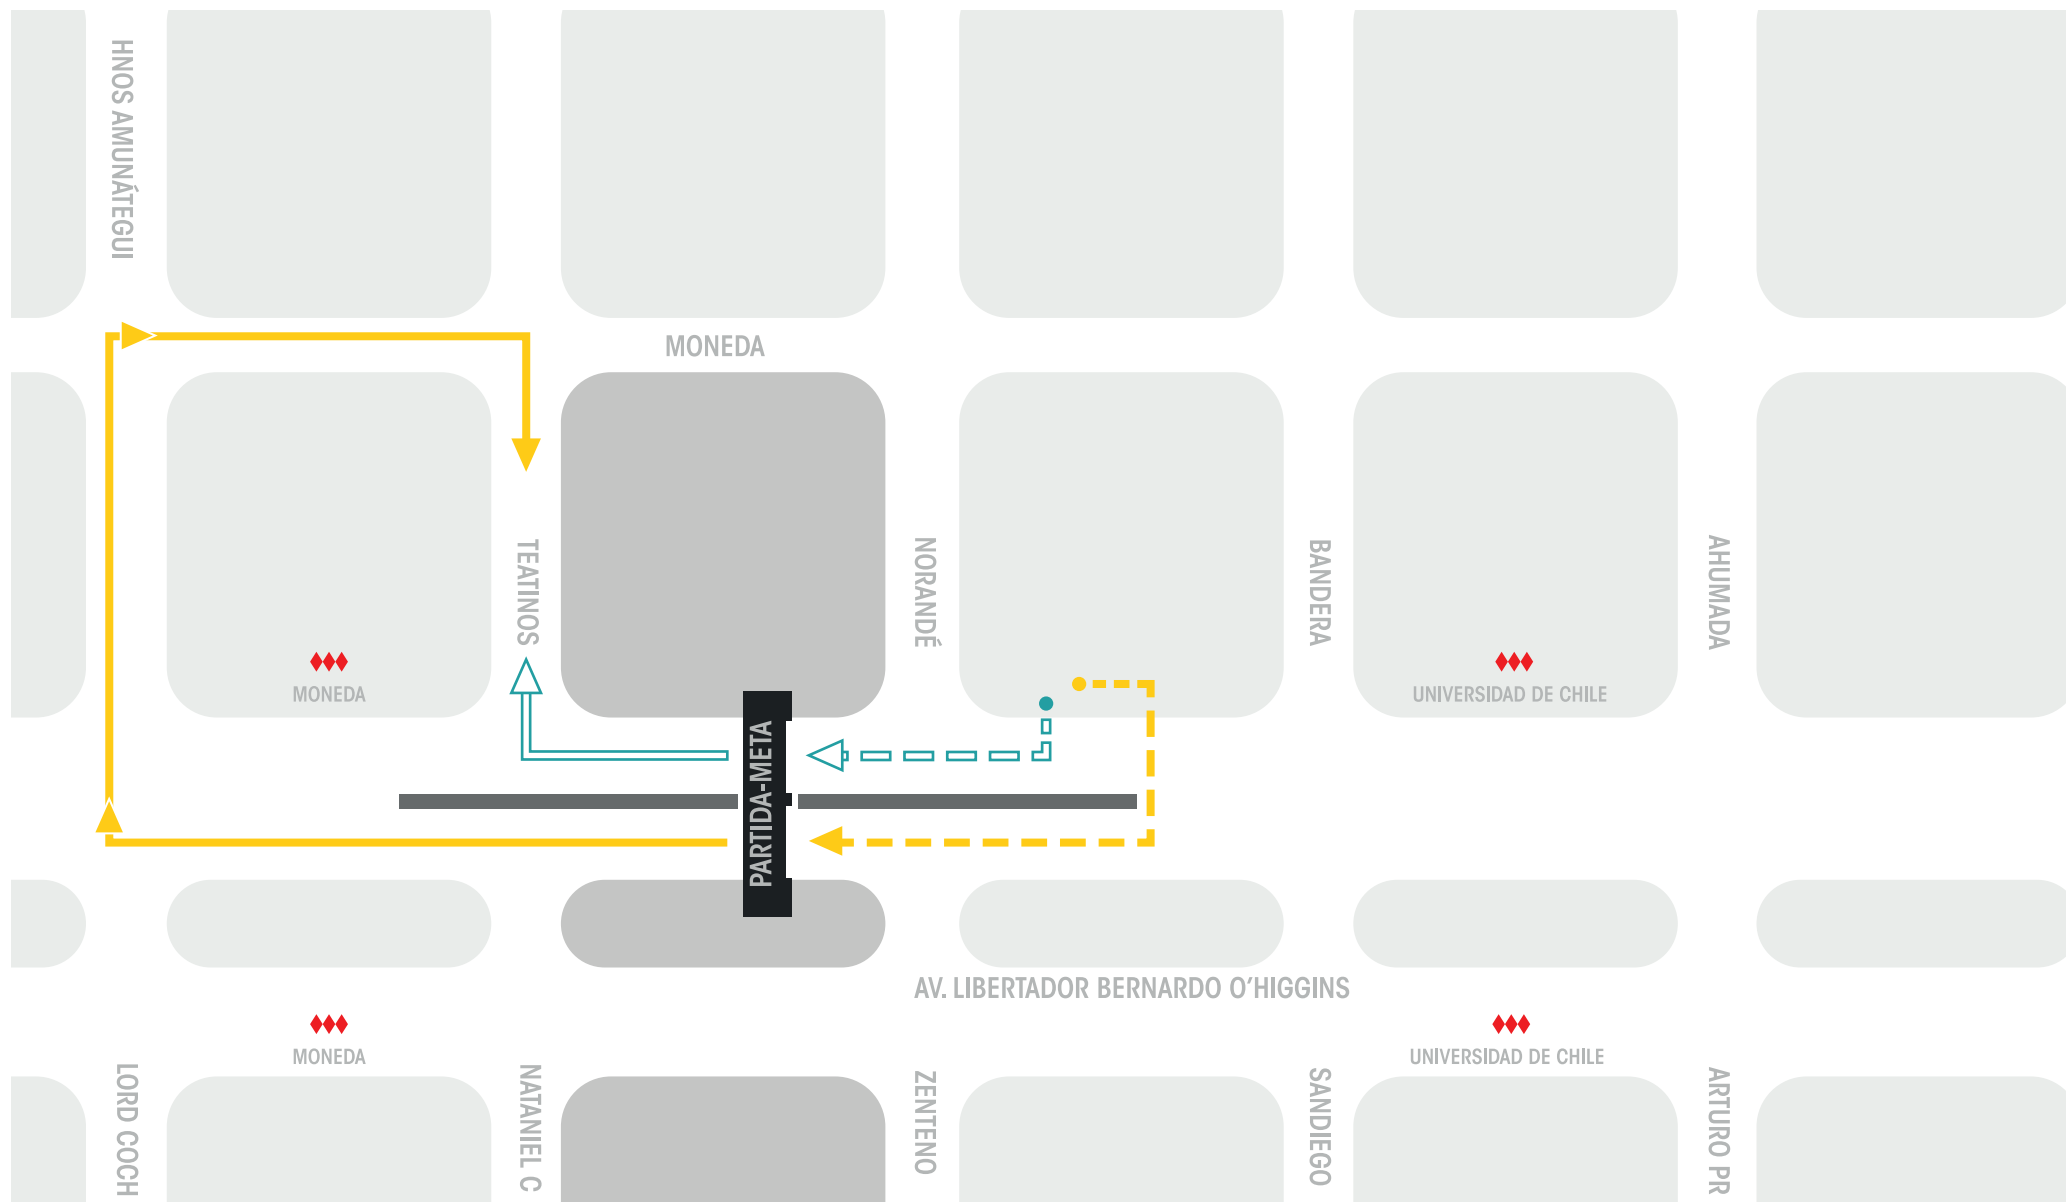 HNOS AMUNÁTEGUI
MONEDA
TEATINOS
NORANDÉ
BANDERA
AHUMADA
MONEDA
UNIVERSIDAD DE CHILE
PARTIDA-META
AV. LIBERTADOR BERNARDO O'HIGGINS
MONEDA
UNIVERSIDAD DE CHILE
LORD COCH
NATANIEL C
ZENTENO
SANDIEGO
ARTURO PR